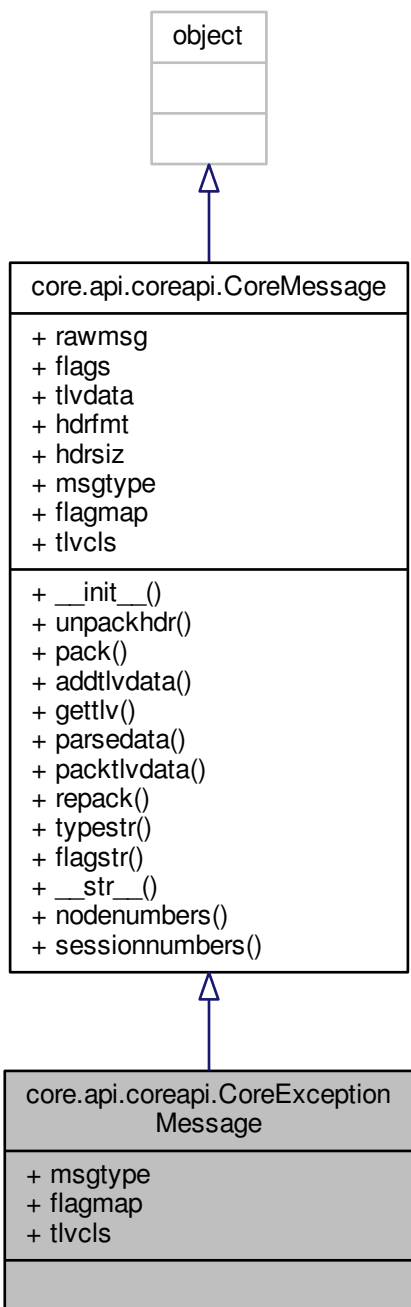 object
core.api.coreapi.CoreMessage
+ rawmsg
+ flags
+ tlvdata
+ hdrfmt
+ hdrsiz
+ msgtype
+ flagmap
+ tlvcls
+ __init__()
+ unpackhdr()
+ pack()
+ addtlvdata()
+ gettlv()
+ parsedata()
+ packtlvdata()
+ repack()
+ typestr()
+ flagstr()
+ __str__()
+ nodenumbers()
+ sessionnumbers()
core.api.coreapi.CoreException
Message
+ msgtype
+ flagmap
+ tlvcls